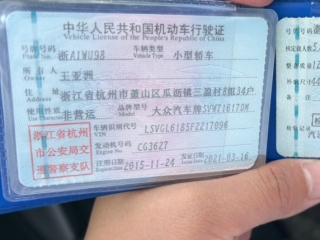 中华人民共和国机动车行驶证
Vehicle License of the People's Republic of China
号牌号码 浙A1WU98 车辆类型 小型轿车
Plate No. Vehicle Type
所有人 王亚洲
Owner
住址 浙江省杭州市萧山区瓜沥镇三盈村8组34户
Address
使用性质 非营运 品牌型号 大众汽车牌SVW71617DM
Use Character Model
浙江省杭州 车辆识别代号 LSVGL6185F2217096
市公安局交 发动机号码 CG3627
Engine No.
巡警察支队 注册日期 2015-11-24 发证日期 2021-03-16